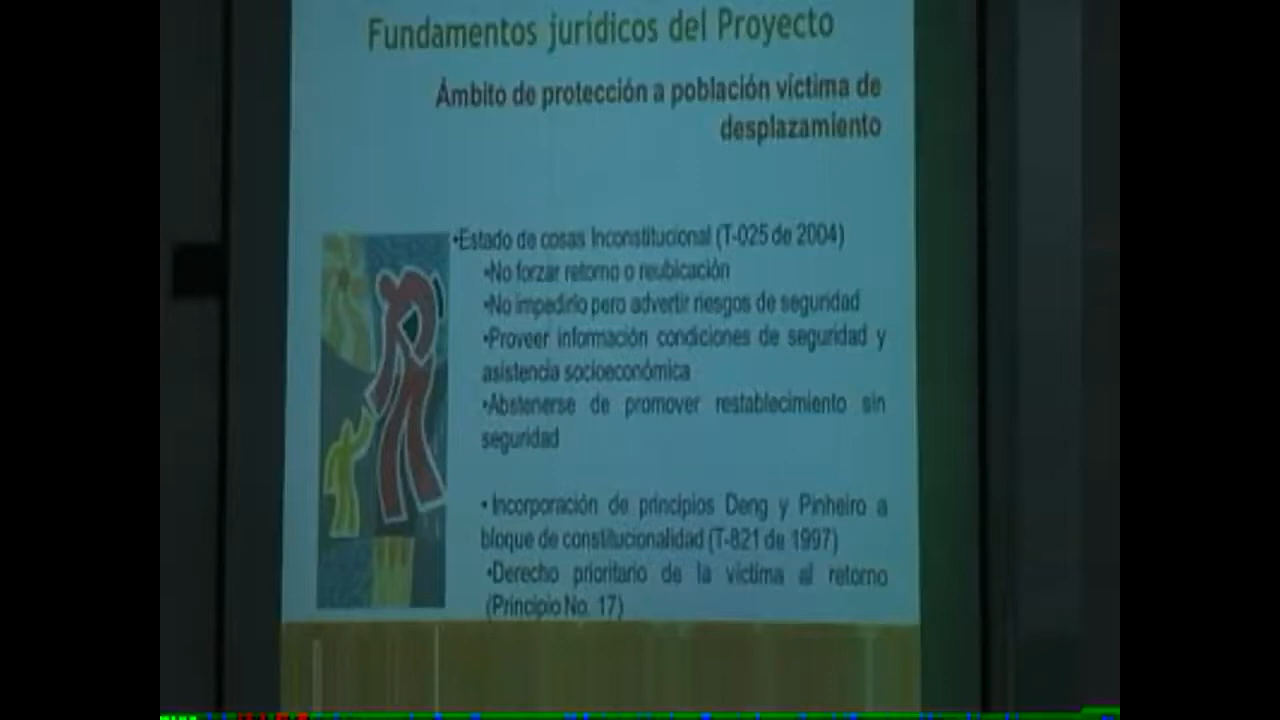 Fundamentos jurídicos del Proyecto
Ámbito de protección a población víctima de
desplazamiento
•Estado de cosas Inconstitucional (T-025 de 2004)
•No forzar retorno o reubicación
•No impedirlo pero advertir riesgos de seguridad
•Proveer información condiciones de seguridad y
asistencia socioeconómica
•Abstenerse de promover restablecimiento sin
seguridad
• Incorporación de principios Deng y Pinheiro a
bloque de constitucionalidad (T-821 de 1997)
•Derecho prioritario de la víctima al retorno
(Principio No. 17)